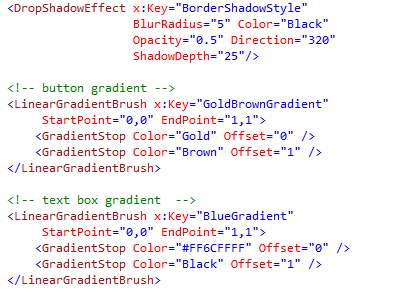 <DropShadowEffect x:Key="BorderShadowStyle"
BlurRadius="5" Color="Black"
Opacity="0.5" Direction="320"
ShadowDepth="25"/>
<!-- button gradient -->
<LinearGradientBrush x:Key="GoldBrownGradient"
StartPoint="0,0" EndPoint="1,1">
<GradientStop Color="Gold" Offset="0" />
<GradientStop Color="Brown" Offset="1" />
</LinearGradientBrush>
<!-- text box gradient  -->
<LinearGradientBrush x:Key="BlueGradient"
StartPoint="0,0" EndPoint="1,1">
<GradientStop Color="#FF6CFFFF" Offset="0" />
<GradientStop Color="Black" Offset="1" />
</LinearGradientBrush>